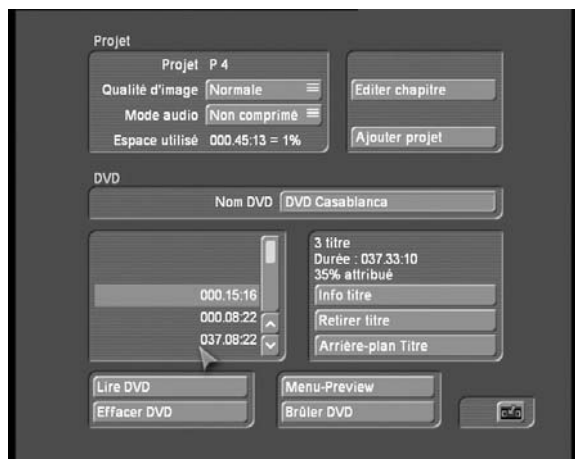 Projet
Projet P 4
Qualité d'image Normale
Mode audio Non comprimé
Espace utilisé 000.45:13 = 1%
Editer chapitre
Ajouter projet
DVD
Nom DVD DVD Casablanca
000.15:16
000.08:22
037.08:22
3 titre
Durée : 037.33:10
35% attribué
Info titre
Retirer titre
Arrière-plan Titre
Lire DVD
Effacer DVD
Menu-Preview
Brûler DVD